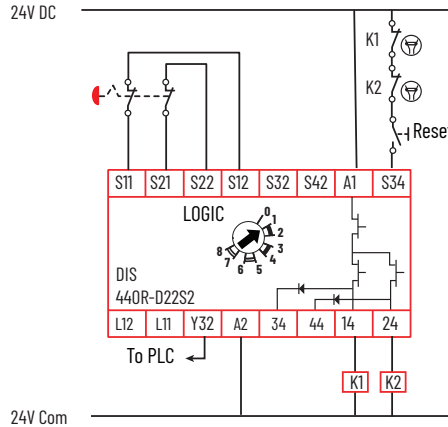 24V DC
K1
K2
Reset
S11 S21 S22 S12 S32 S42 A1 S34
LOGIC
0
1
2
3
4
5
6
7
8
DIS
440R-D22S2
L12 L11 Y32 A2 34 44 14 24
To PLC
K1 K2
24V Com